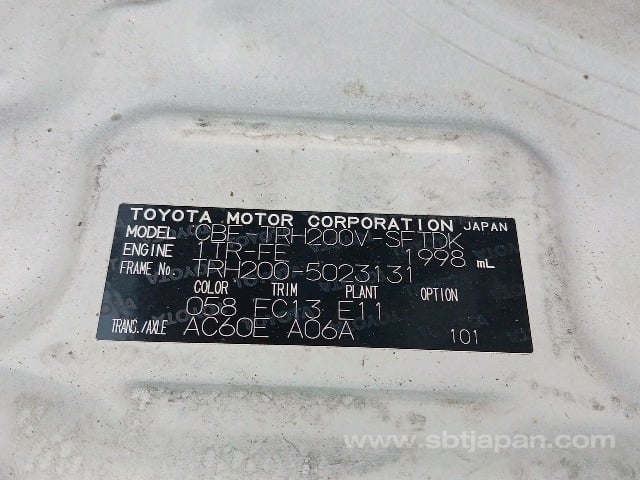 TOYOTA MOTOR CORPORATION JAPAN
MODEL CBF-TRH200V-SFTDK
ENGINE 1TR-FE 1998 mL
FRAME No. TRH200-5023131
COLOR TRIM PLANT OPTION
058 FC13 E11
TRANS./AXLE AC60E A06A 101
www.sbtjapan.com